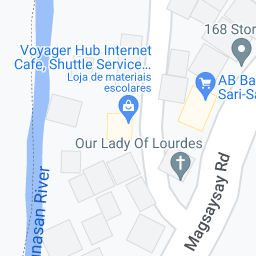 168 Stor
Voyager Hub Internet
Cafe, Shuttle Service...
Loja de materiais
escolares
AB Ba
Sari-Sa
Our Lady Of Lourdes
Magsaysay Rd
nasan River